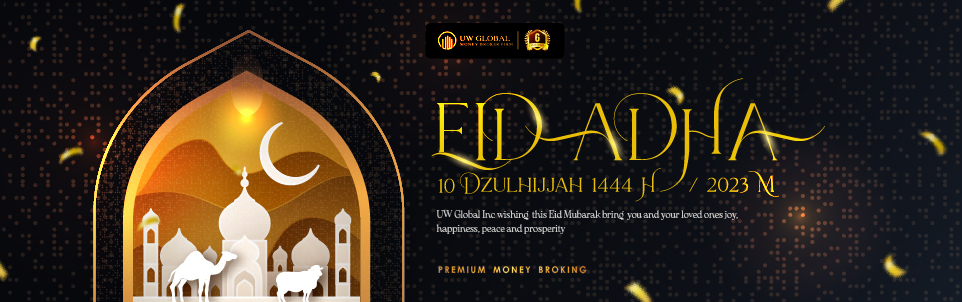 UW GLOBAL
MONEY BROKER FIRM
6
EID ADHA
10 DZULHIJJAH 1444 H / 2023 M
UW Global Inc wishing this Eid Mubarak bring you and your loved ones joy,
happiness, peace and prosperity
PREMIUM MONEY BROKING